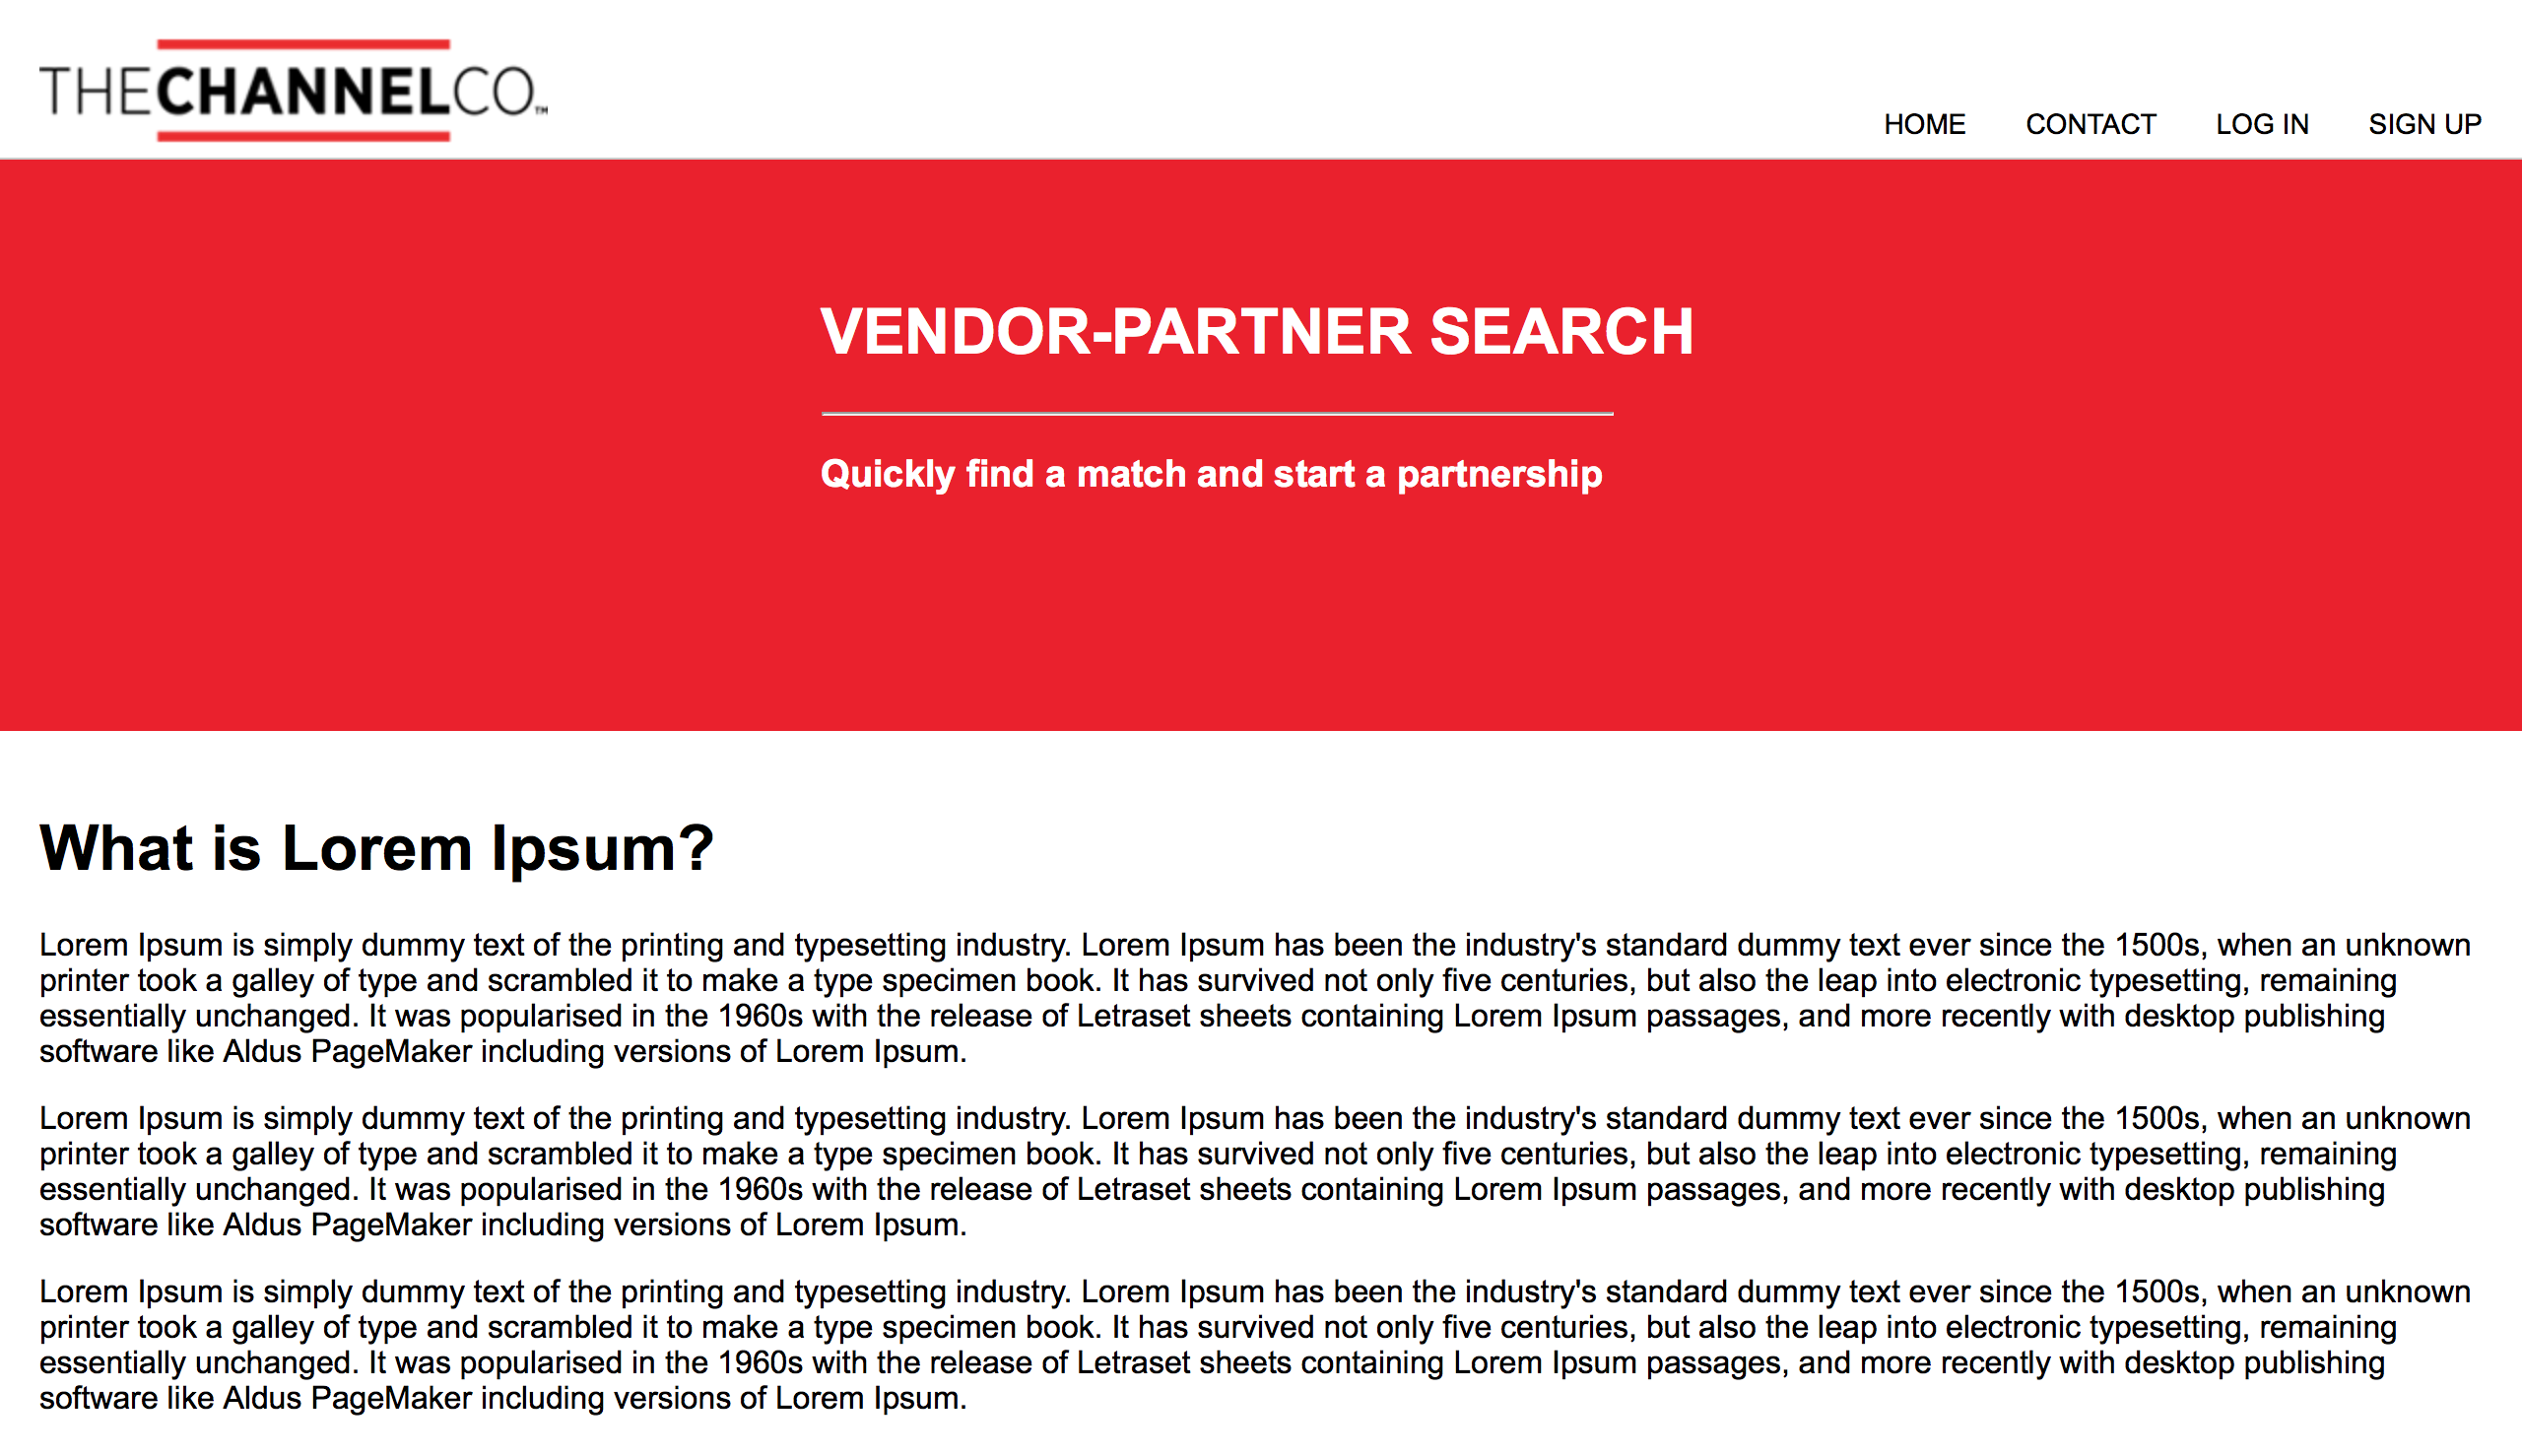 THECHANNELCO™
HOME CONTACT LOG IN SIGN UP
VENDOR-PARTNER SEARCH
Quickly find a match and start a partnership
What is Lorem Ipsum?
Lorem Ipsum is simply dummy text of the printing and typesetting industry. Lorem Ipsum has been the industry's standard dummy text ever since the 1500s, when an unknown
printer took a galley of type and scrambled it to make a type specimen book. It has survived not only five centuries, but also the leap into electronic typesetting, remaining
essentially unchanged. It was popularised in the 1960s with the release of Letraset sheets containing Lorem Ipsum passages, and more recently with desktop publishing
software like Aldus PageMaker including versions of Lorem Ipsum.
Lorem Ipsum is simply dummy text of the printing and typesetting industry. Lorem Ipsum has been the industry's standard dummy text ever since the 1500s, when an unknown
printer took a galley of type and scrambled it to make a type specimen book. It has survived not only five centuries, but also the leap into electronic typesetting, remaining
essentially unchanged. It was popularised in the 1960s with the release of Letraset sheets containing Lorem Ipsum passages, and more recently with desktop publishing
software like Aldus PageMaker including versions of Lorem Ipsum.
Lorem Ipsum is simply dummy text of the printing and typesetting industry. Lorem Ipsum has been the industry's standard dummy text ever since the 1500s, when an unknown
printer took a galley of type and scrambled it to make a type specimen book. It has survived not only five centuries, but also the leap into electronic typesetting, remaining
essentially unchanged. It was popularised in the 1960s with the release of Letraset sheets containing Lorem Ipsum passages, and more recently with desktop publishing
software like Aldus PageMaker including versions of Lorem Ipsum.